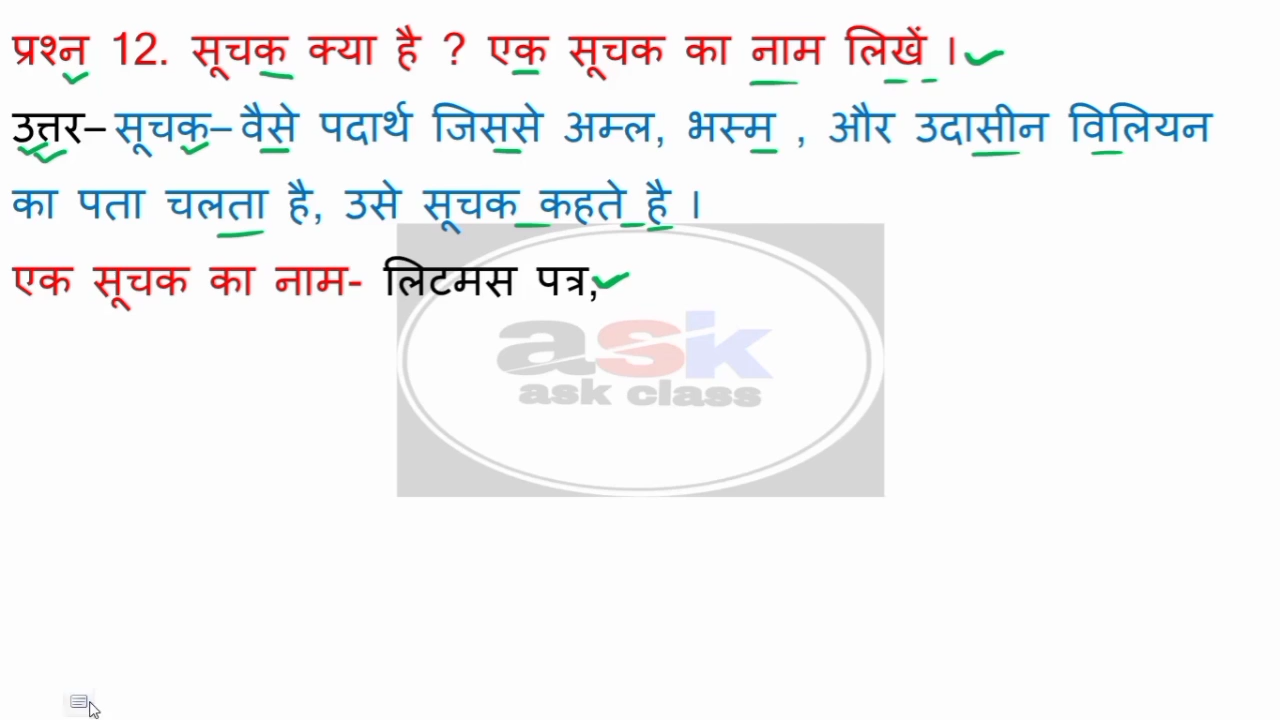 प्रश्न 12. सूचक क्या है ? एक सूचक का नाम लिखें ।
उत्तर– सूचक– वैसे पदार्थ जिससे अम्ल, भस्म , और उदासीन विलियन
का पता चलता है, उसे सूचक कहते है ।
एक सूचक का नाम- लिटमस पत्र,
ask
ask class